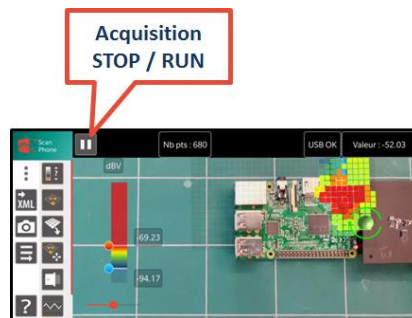 Acquisition
STOP / RUN
Scan
Phone
Nb pts : 680
USB OK
Valeur : -52.03
dBV
XML
-69.23
-94.17
?